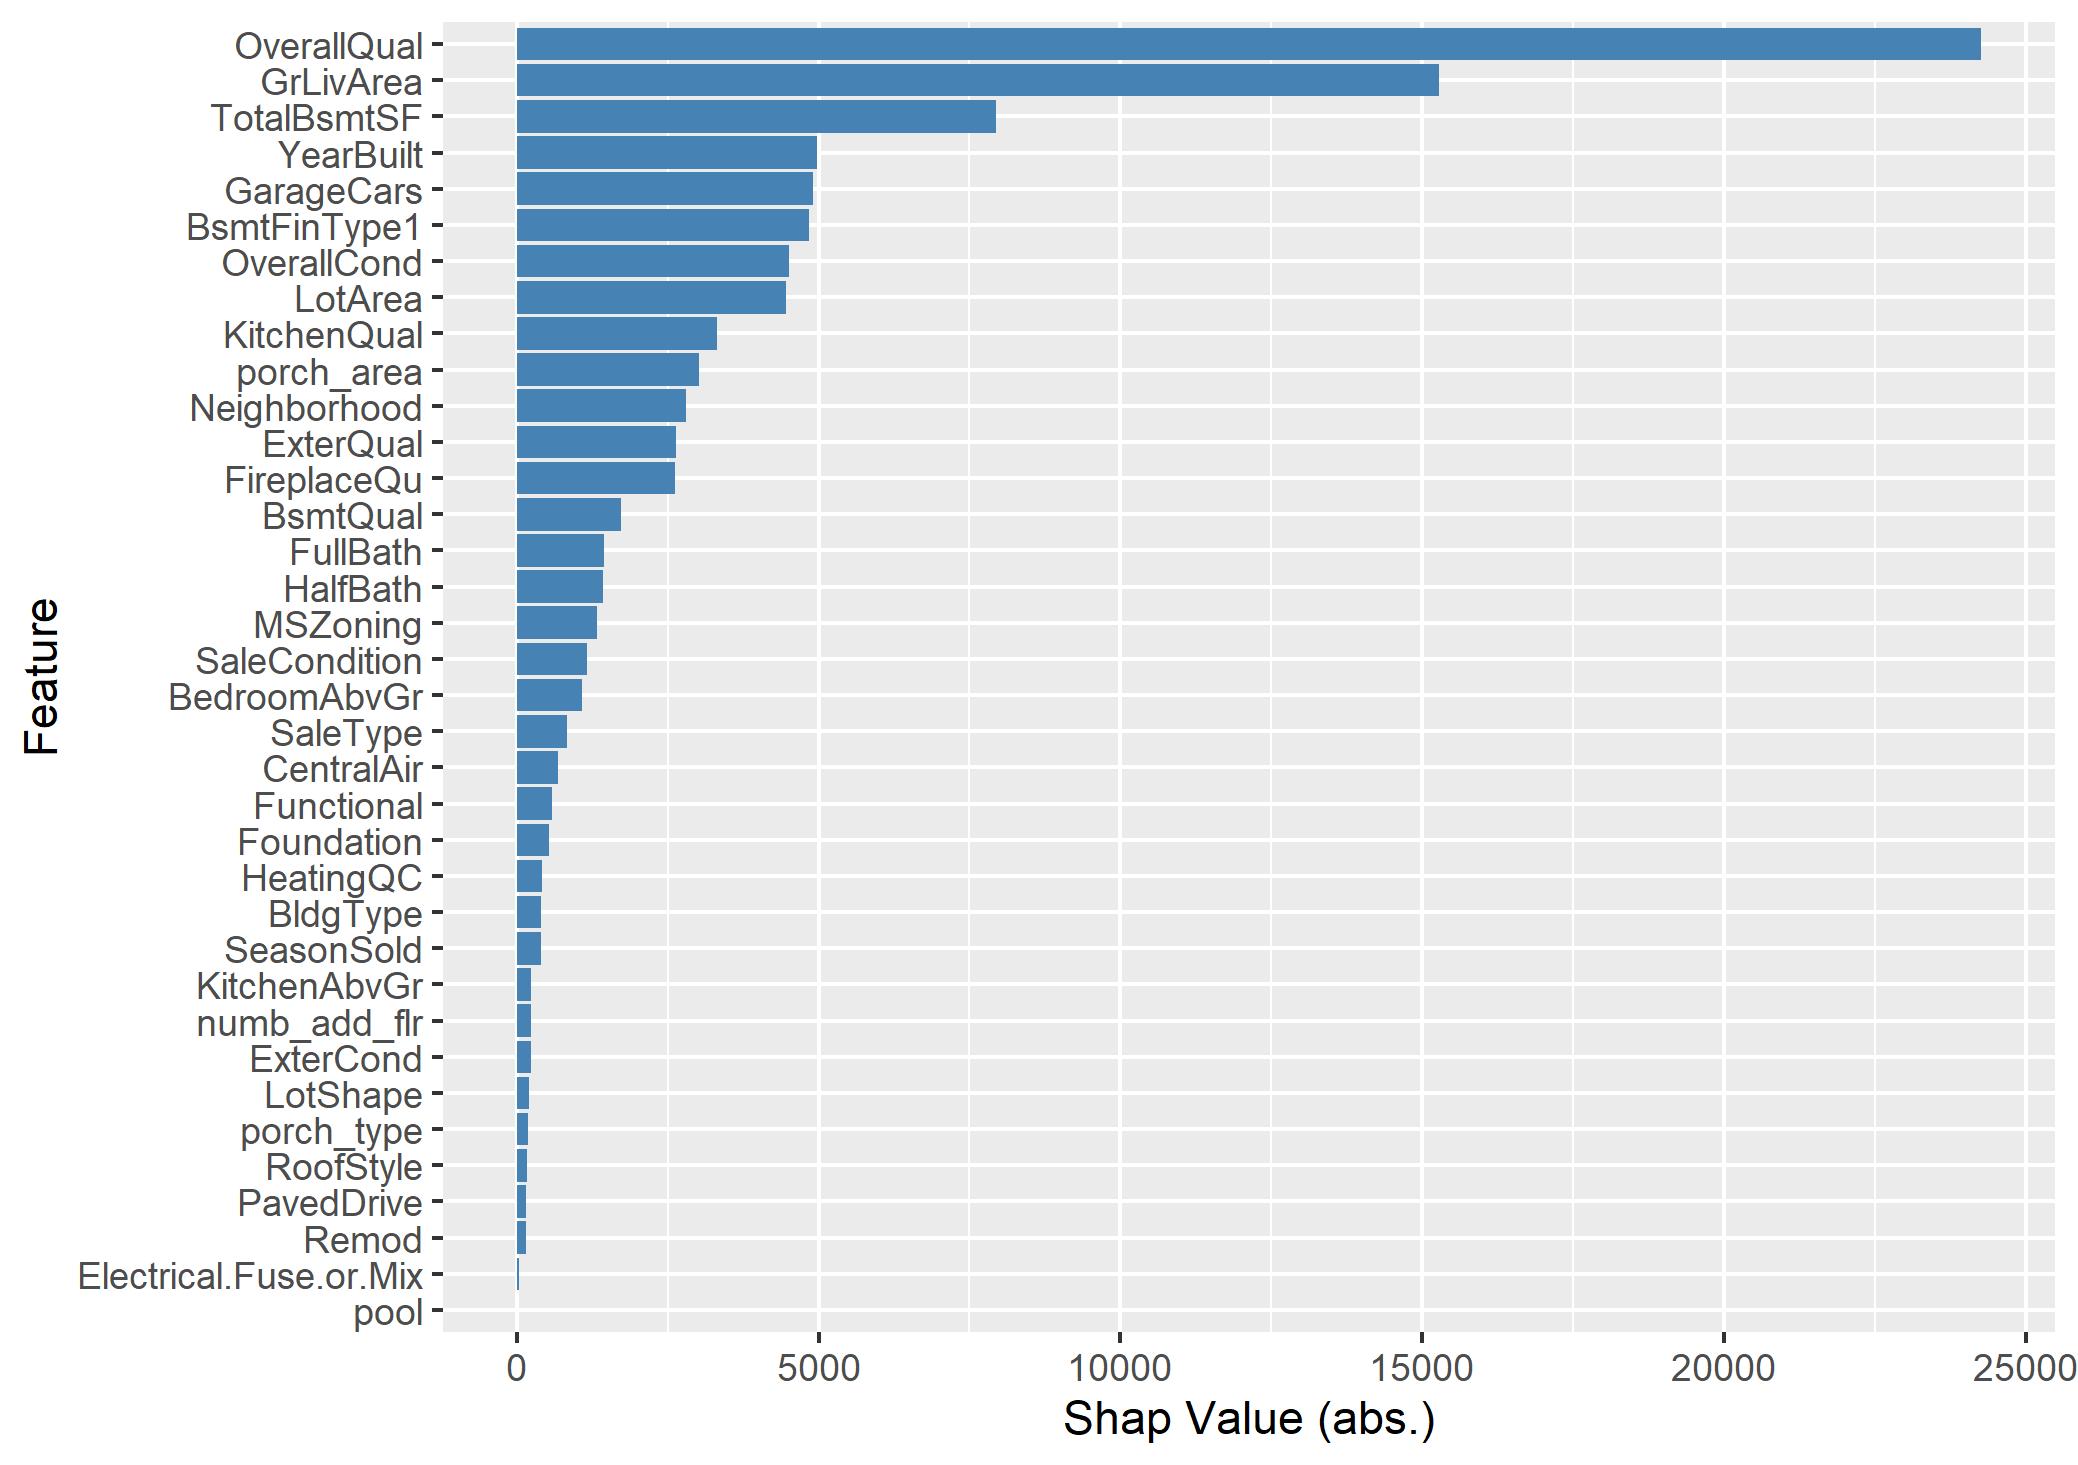 OverallQual
GrLivArea
TotalBsmtSF
YearBuilt
GarageCars
BsmtFinType1
OverallCond
LotArea
KitchenQual
porch_area
Neighborhood
ExterQual
FireplaceQu
BsmtQual
FullBath
HalfBath
MSZoning
SaleCondition
BedroomAbvGr
SaleType
CentralAir
Functional
Foundation
HeatingQC
BldgType
SeasonSold
KitchenAbvGr
numb_add_flr
ExterCond
LotShape
porch_type
RoofStyle
PavedDrive
Remod
Electrical.Fuse.or.Mix
pool
Feature
0 5000 10000 15000 20000 25000
Shap Value (abs.)